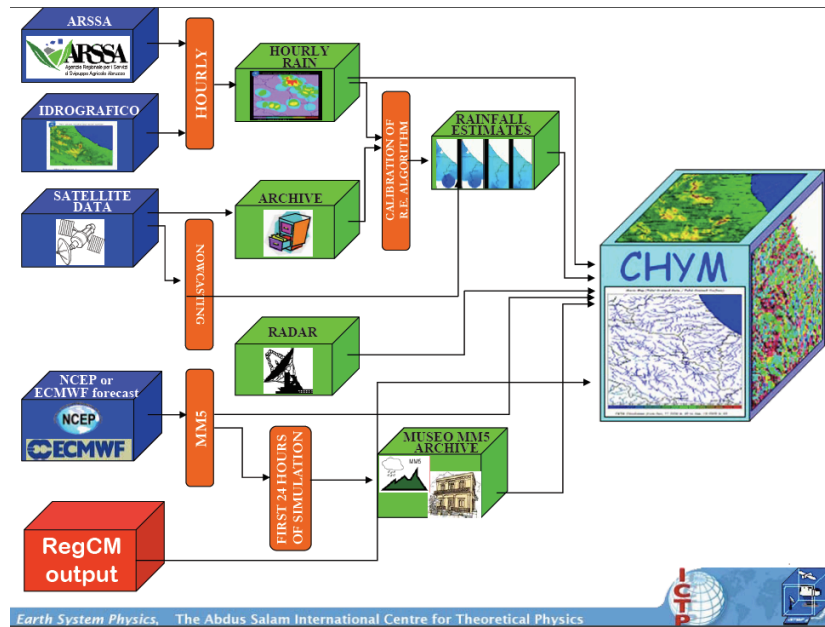 ARSSA
ARSSA
Agenzia Regionale per i Servizi
di Sviluppo Agricolo Abruzzo
HOURLY
HOURLY
RAIN
IDROGRAFICO
CALIBRATION OF
R.E. ALGORITHM
RAINFALL
ESTIMATES
SATELLITE
DATA
ARCHIVE
NOWCASTING
CHYM
RADAR
NCEP or
ECMWF forecast
NCEP
ECMWF
MM5
FIRST 24 HOURS
OF SIMULATION
MUSEO MM5
ARCHIVE
MM5
RegCM
output
ICTP
Earth System Physics, The Abdus Salam International Centre for Theoretical Physics